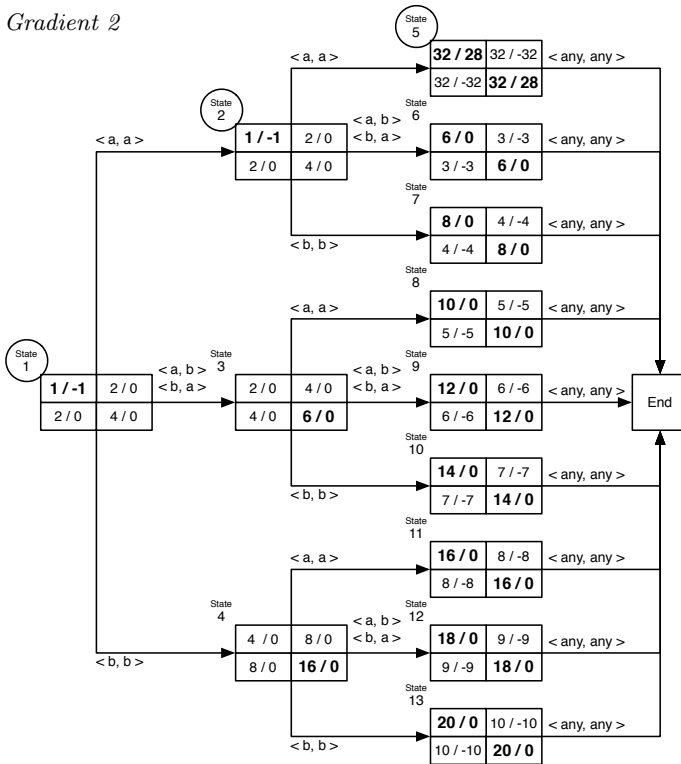 Gradient 2
State
5
< a, a >
32 / 28
32 / -32
< any, any >
32 / -32
32 / 28
State
2
< a, b >
< b, a >
State
6
< a, a >
1 / -1
2 / 0
6 / 0
3 / -3
< any, any >
2 / 0
4 / 0
3 / -3
6 / 0
State
7
< b, b >
8 / 0
4 / -4
< any, any >
4 / -4
8 / 0
State
8
< a, a >
10 / 0
5 / -5
< any, any >
5 / -5
10 / 0
State
1
< a, b >
< b, a >
State
3
< a, b >
< b, a >
State
9
1 / -1
2 / 0
2 / 0
4 / 0
12 / 0
6 / -6
< any, any >
End
2 / 0
4 / 0
4 / 0
6 / 0
6 / -6
12 / 0
State
10
< b, b >
14 / 0
7 / -7
< any, any >
7 / -7
14 / 0
State
11
< a, a >
16 / 0
8 / -8
< any, any >
8 / -8
16 / 0
State
4
< a, b >
< b, a >
State
12
< b, b >
4 / 0
8 / 0
18 / 0
9 / -9
< any, any >
8 / 0
16 / 0
9 / -9
18 / 0
State
13
< b, b >
20 / 0
10 / -10
< any, any >
10 / -10
20 / 0